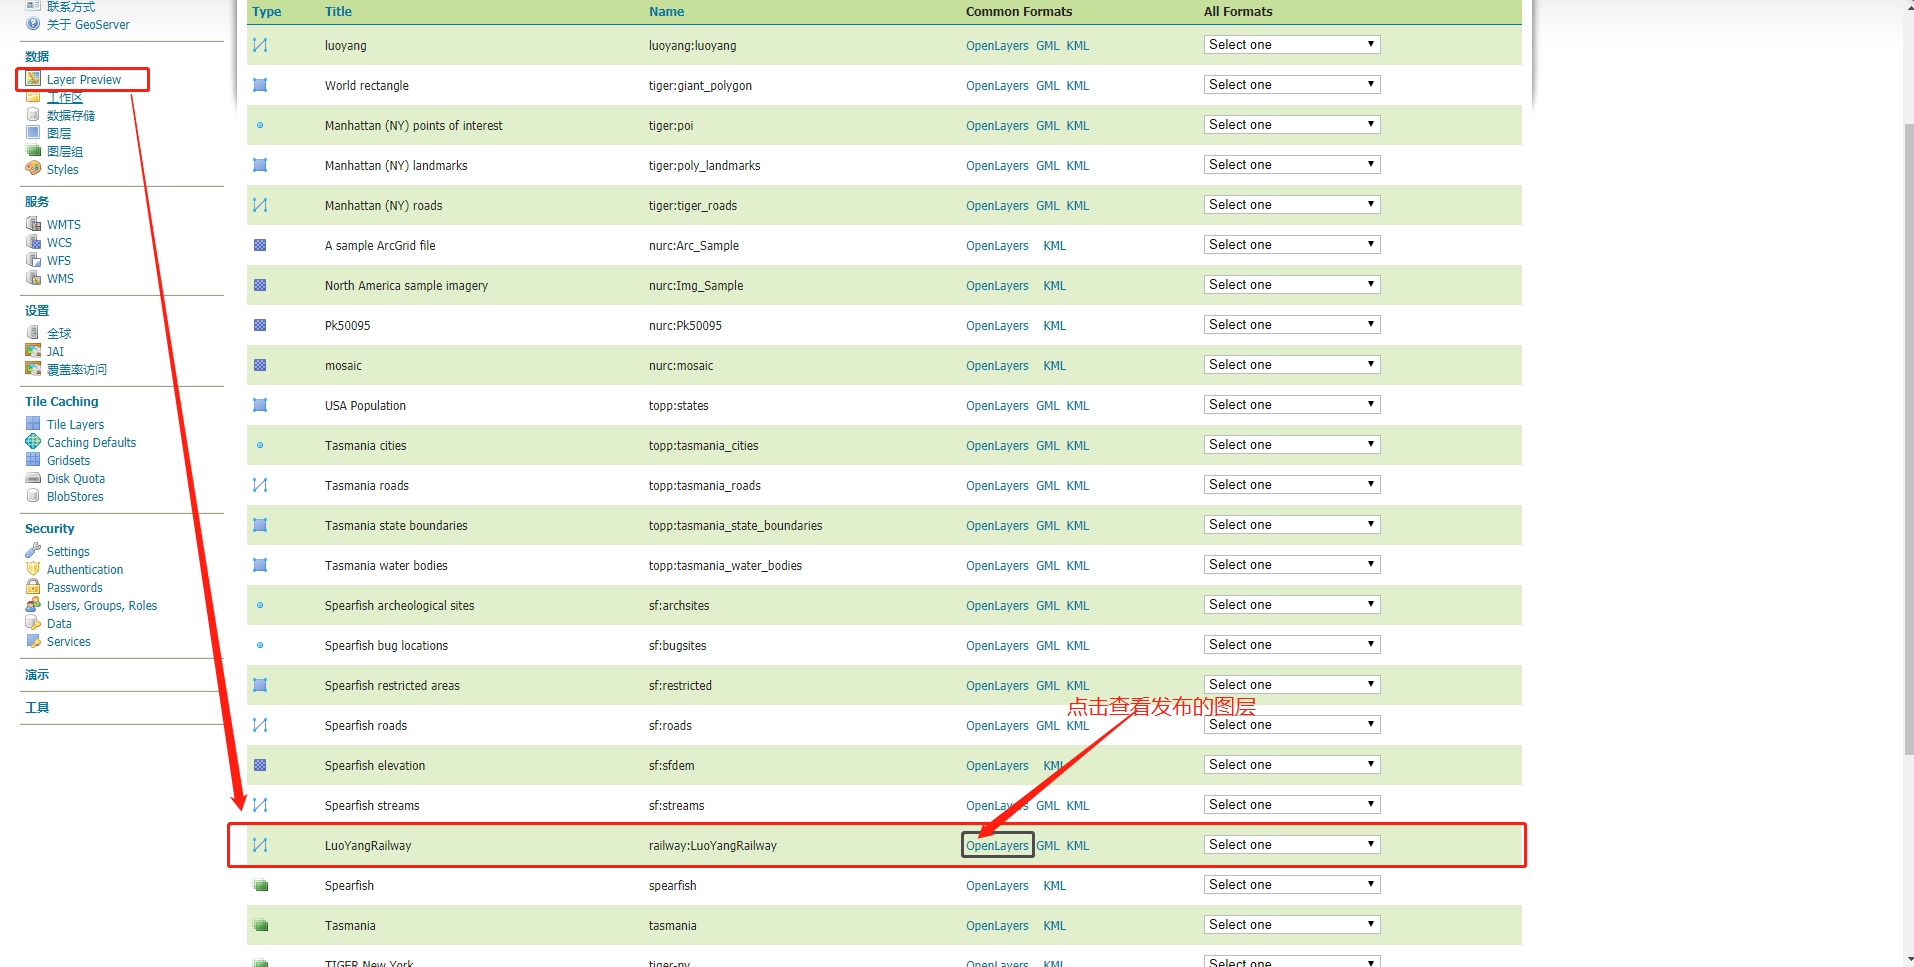 联系方式
关于 GeoServer
数据
Layer Preview
工作区
数据存储
图层
图层组
Styles
服务
WMTS
WCS
WFS
WMS
设置
全球
JAI
覆盖率访问
Tile Caching
Tile Layers
Caching Defaults
Gridsets
Disk Quota
BlobStores
Security
Settings
Authentication
Passwords
Users, Groups, Roles
Data
Services
演示
工具
Type Title Name Common Formats All Formats
luoyang luoyang:luoyang OpenLayers GML KML Select one
World rectangle tiger:giant_polygon OpenLayers GML KML Select one
Manhattan (NY) points of interest tiger:poi OpenLayers GML KML Select one
Manhattan (NY) landmarks tiger:poly_landmarks OpenLayers GML KML Select one
Manhattan (NY) roads tiger:tiger_roads OpenLayers GML KML Select one
A sample ArcGrid file nurc:Arc_Sample OpenLayers KML Select one
North America sample imagery nurc:Img_Sample OpenLayers KML Select one
Pk50095 nurc:Pk50095 OpenLayers KML Select one
mosaic nurc:mosaic OpenLayers KML Select one
USA Population topp:states OpenLayers GML KML Select one
Tasmania cities topp:tasmania_cities OpenLayers GML KML Select one
Tasmania roads topp:tasmania_roads OpenLayers GML KML Select one
Tasmania state boundaries topp:tasmania_state_boundaries OpenLayers GML KML Select one
Tasmania water bodies topp:tasmania_water_bodies OpenLayers GML KML Select one
Spearfish archeological sites sf:archsites OpenLayers GML KML Select one
Spearfish bug locations sf:bugsites OpenLayers GML KML Select one
Spearfish restricted areas sf:restricted OpenLayers GML KML Select one
点击查看发布的图层
Spearfish roads sf:roads OpenLayers GML KML Select one
Spearfish elevation sf:sfdem OpenLayers KML Select one
Spearfish streams sf:streams OpenLayers GML KML Select one
LuoYangRailway railway:LuoYangRailway OpenLayers GML KML Select one
Spearfish spearfish OpenLayers KML Select one
Tasmania tasmania OpenLayers KML Select one
TIGER New York tiger-ny OpenLayers KML Select one